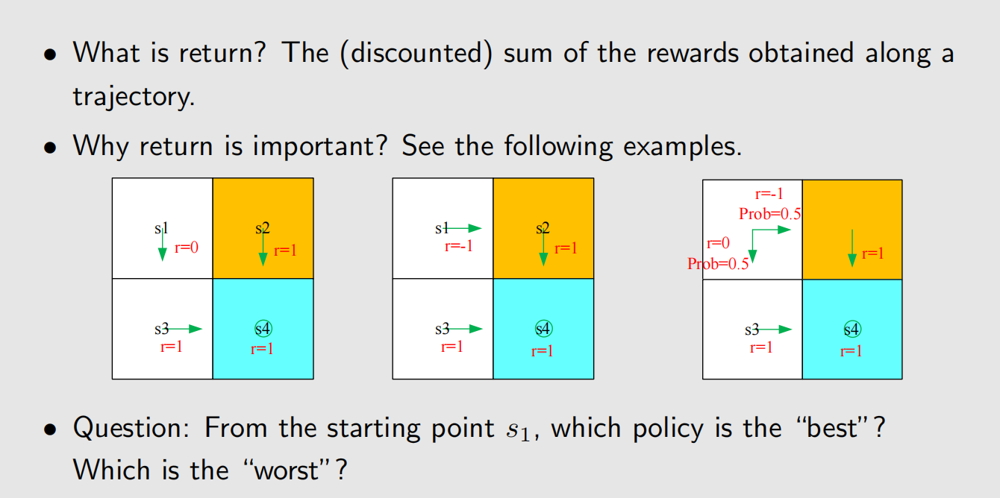 • What is return? The (discounted) sum of the rewards obtained along a
trajectory.
• Why return is important? See the following examples.
s1
r=0
s2
r=1
s3
r=1
s4
r=1
s1
r=-1
s2
r=1
s3
r=1
s4
r=1
r=-1
Prob=0.5
r=0
Prob=0.5
r=1
s3
r=1
s4
r=1
• Question: From the starting point s₁, which policy is the “best”?
Which is the “worst”?